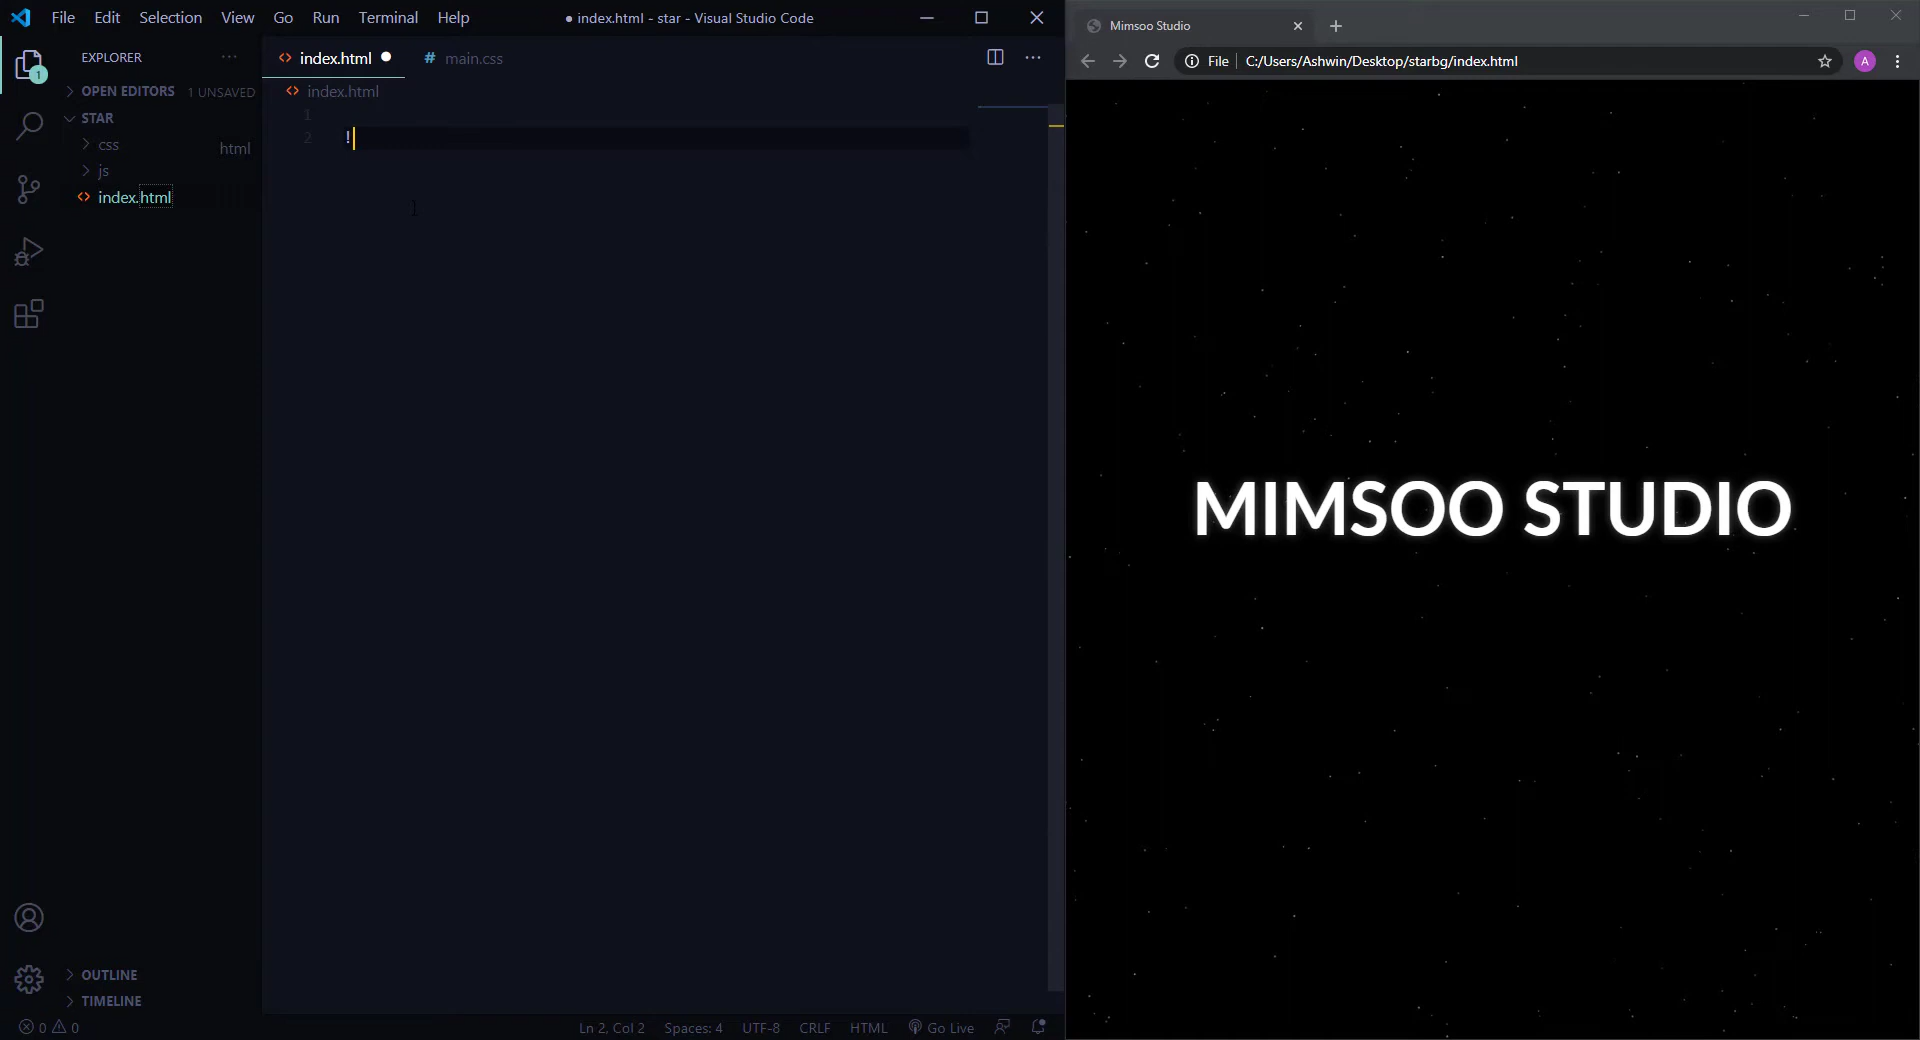 File Edit Selection View Go Run Terminal Help
● index.html - star - Visual Studio Code
EXPLORER
1
OPEN EDITORS 1 UNSAVED
STAR
css
html
js
index.html
OUTLINE
TIMELINE
index.html
# main.css
index.html
1
2 !
0 0
Ln 2, Col 2 Spaces: 4 UTF-8 CRLF HTML Go Live
Mimsoo Studio
File C:/Users/Ashwin/Desktop/starbg/index.html
A
MIMSOO STUDIO